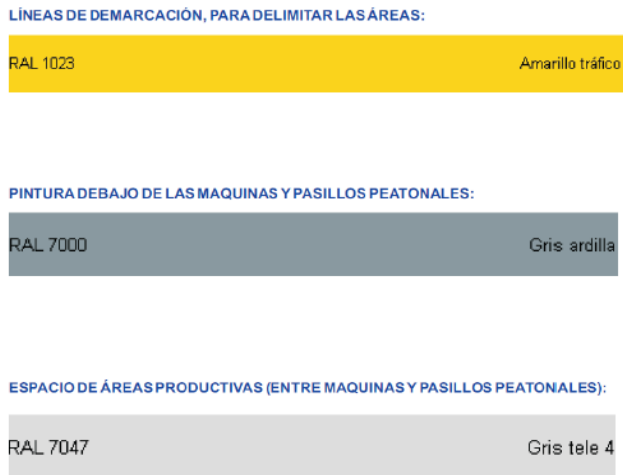 LÍNEAS DE DEMARCACIÓN, PARA DELIMITAR LAS ÁREAS:
RAL 1023 Amarillo tráfico
PINTURA DEBAJO DE LAS MAQUINAS Y PASILLOS PEATONALES:
RAL 7000 Gris ardilla
ESPACIO DE ÁREAS PRODUCTIVAS (ENTRE MAQUINAS Y PASILLOS PEATONALES):
RAL 7047 Gris tele 4